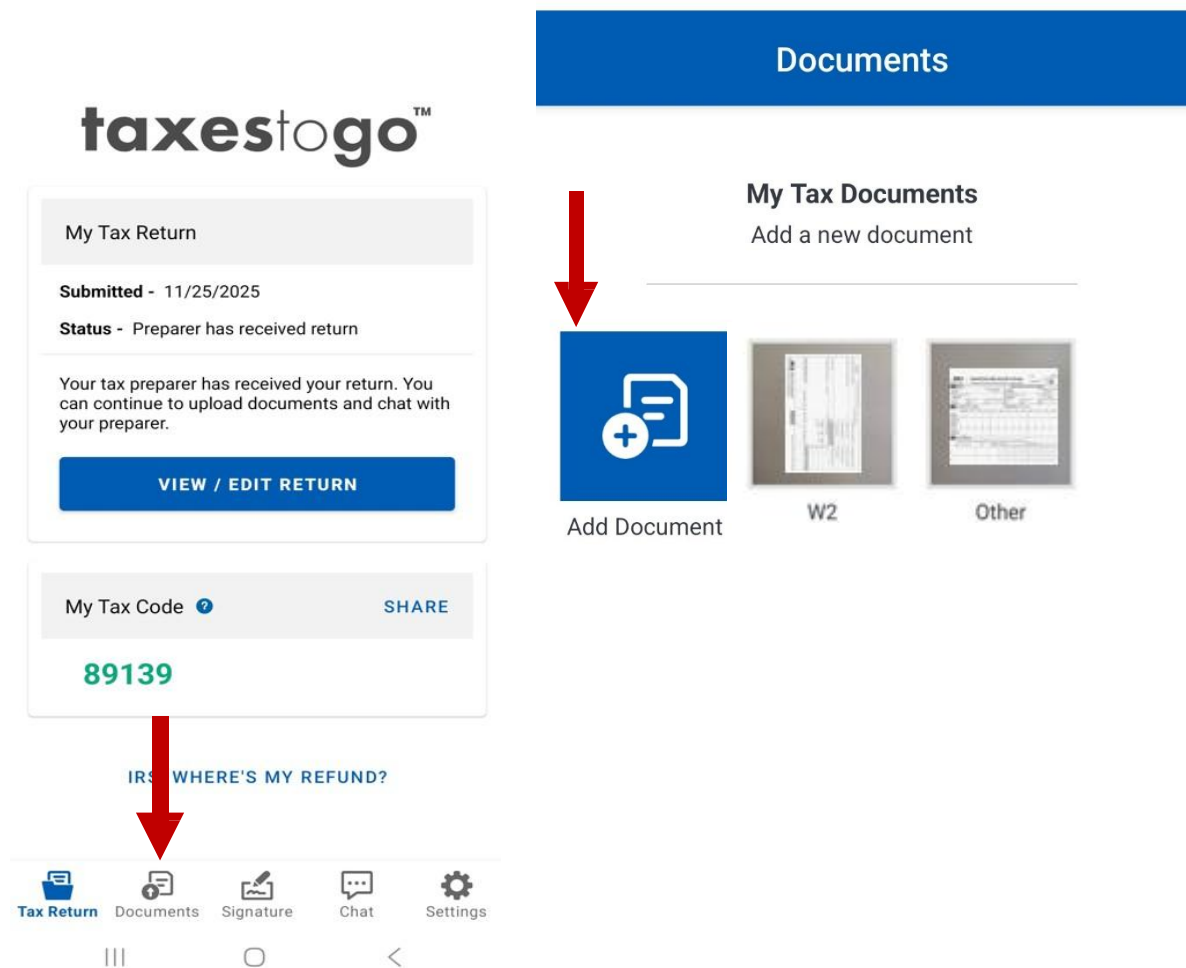 taxestogo™
My Tax Return
Submitted - 11/25/2025
Status - Preparer has received return
Your tax preparer has received your return. You
can continue to upload documents and chat with
your preparer.
VIEW / EDIT RETURN
My Tax Code ?
SHARE
89139
WHERE'S MY REFUND?
Tax Return
Documents
Signature
Chat
Settings
Documents
My Tax Documents
Add a new document
Add Document
W2
Other